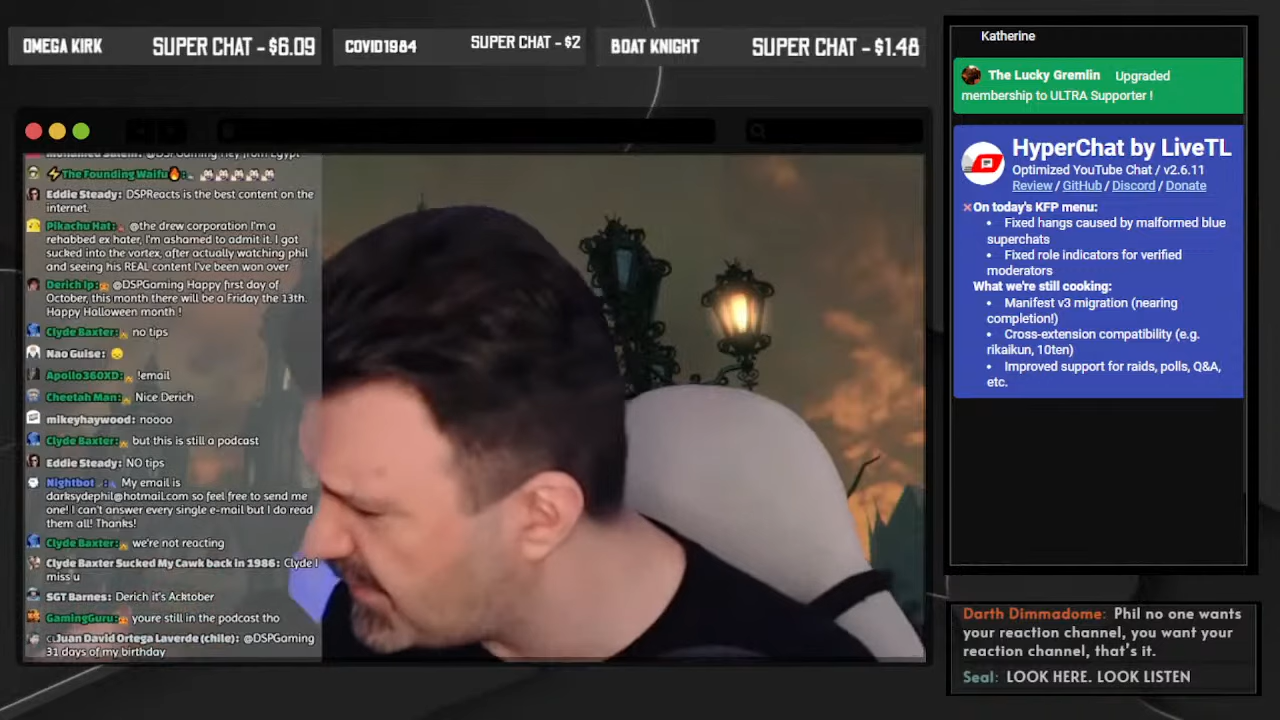 OMEGA KIRK SUPER CHAT - $6.09
COVID1984 SUPER CHAT - $2
BOAT KNIGHT SUPER CHAT - $1.48
Mohamed Salem: @DSPGaming Hey from Egypt
⚡The Founding Waifu🔥:
Eddie Steady: DSPReacts is the best content on the
internet.
Pikachu Hat: @the drew corporation I'm a
rehabbed ex hater, I'm ashamed to admit it. I got
sucked into the vortex, after actually watching phil
and seeing his REAL content I've been won over
Derich Ip: @DSPGaming Happy first day of
October, this month there will be a Friday the 13th.
Happy Halloween month !
Clyde Baxter: no tips
Nao Guise:
Apollo360XD: !email
Cheetah Man: Nice Derich
mikeyhaywood: noooo
Clyde Baxter: but this is still a podcast
Eddie Steady: NO tips
Nightbot: My email is
darksydephil@hotmail.com so feel free to send me
one! I can't answer every single e-mail but I do read
them all! Thanks!
Clyde Baxter: we're not reacting
Clyde Baxter Sucked My Cawk back in 1986: Clyde I
miss u
SGT Barnes: Derich it's Acktober
GamingGuru: youre still in the podcast tho
Juan David Ortega Laverde (chile): @DSPGaming
31 days of my birthday
Katherine
The Lucky Gremlin Upgraded
membership to ULTRA Supporter !
HyperChat by LiveTL
Optimized YouTube Chat / v2.6.11
Review / GitHub / Discord / Donate
❌On today's KFP menu:
• Fixed hangs caused by malformed blue
superchats
• Fixed role indicators for verified
moderators
What we're still cooking:
• Manifest v3 migration (nearing
completion!)
• Cross-extension compatibility (e.g.
rikaikun, 10ten)
• Improved support for raids, polls, Q&A,
etc.
Darth Dimmadome: Phil no one wants
your reaction channel, you want your
reaction channel, that's it.
Seal: LOOK HERE. LOOK LISTEN